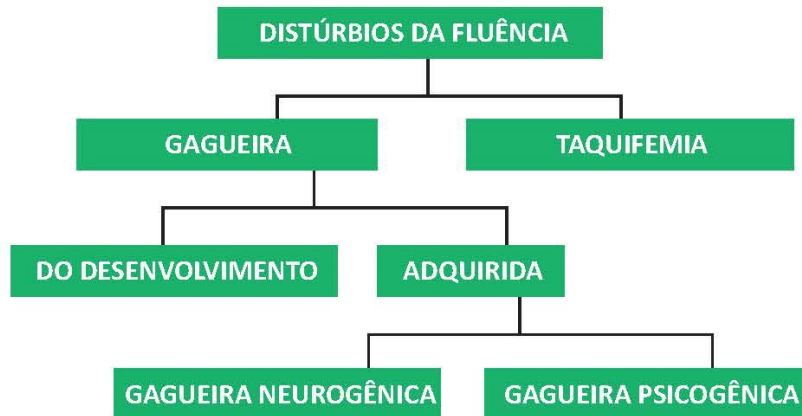 DISTÚRBIOS DA FLUÊNCIA
GAGUEIRA
TAQUIFEMIA
DO DESENVOLVIMENTO
ADQUIRIDA
GAGUEIRA NEUROGÊNICA
GAGUEIRA PSICOGÊNICA